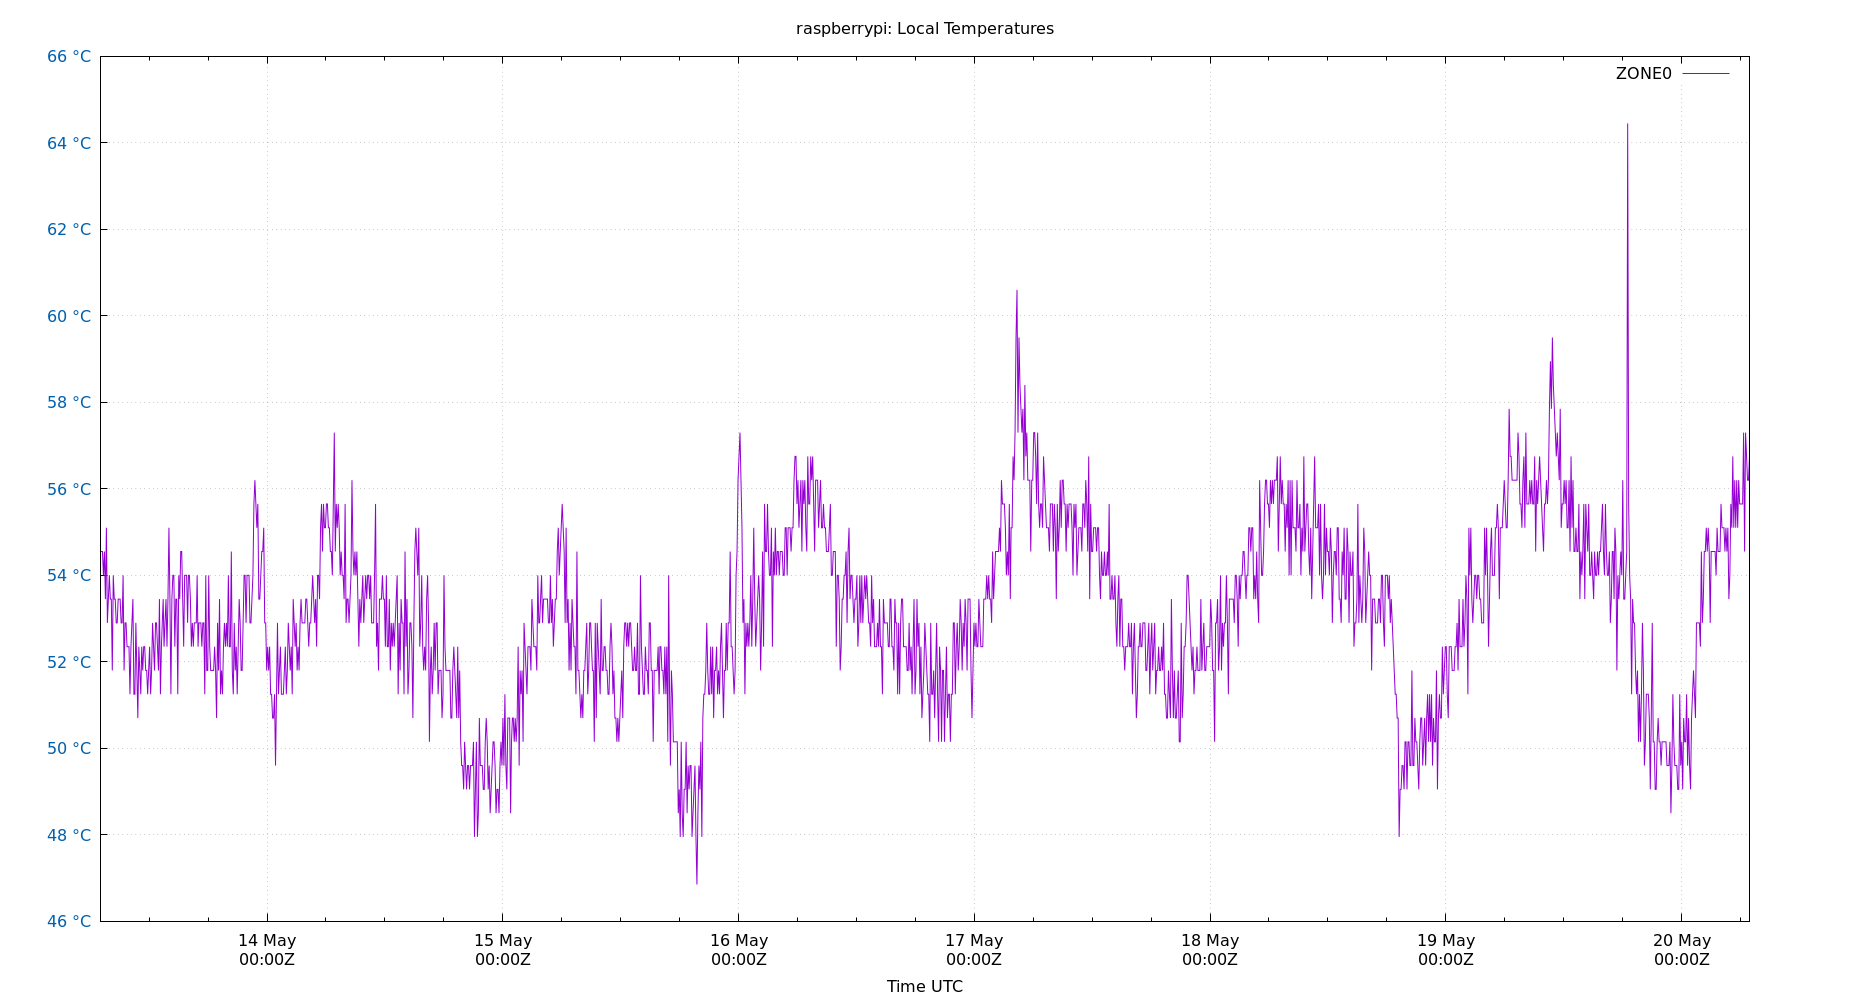 raspberrypi: Local Temperatures
66 °C
ZONE0
64 °C
62 °C
60 °C
58 °C
56 °C
54 °C
52 °C
50 °C
48 °C
46 °C
14 May 15 May 16 May 17 May 18 May 19 May 20 May
00:00Z 00:00Z 00:00Z 00:00Z 00:00Z 00:00Z 00:00Z
Time UTC